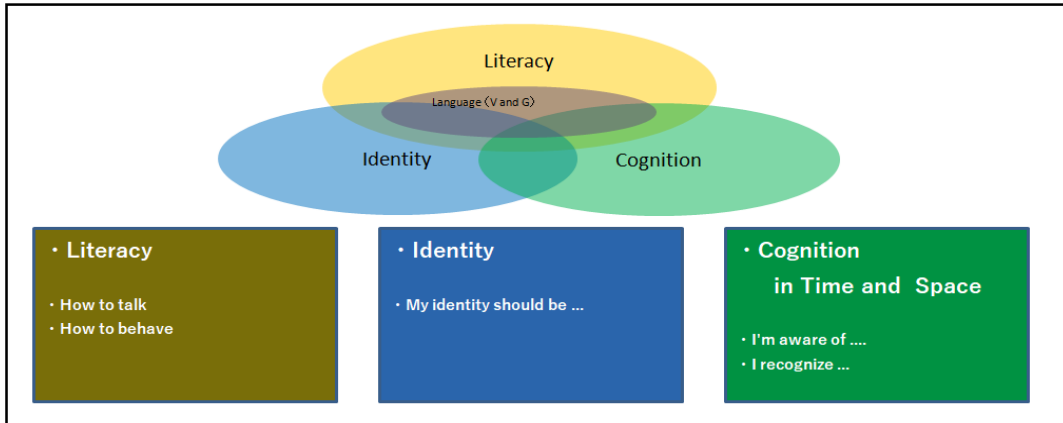 Literacy
Language（V and G）
Identity
Cognition
・Literacy
・How to talk
・How to behave
・Identity
・My identity should be ...
・Cognition
in Time and  Space
・I'm aware of ....
・I recognize ...